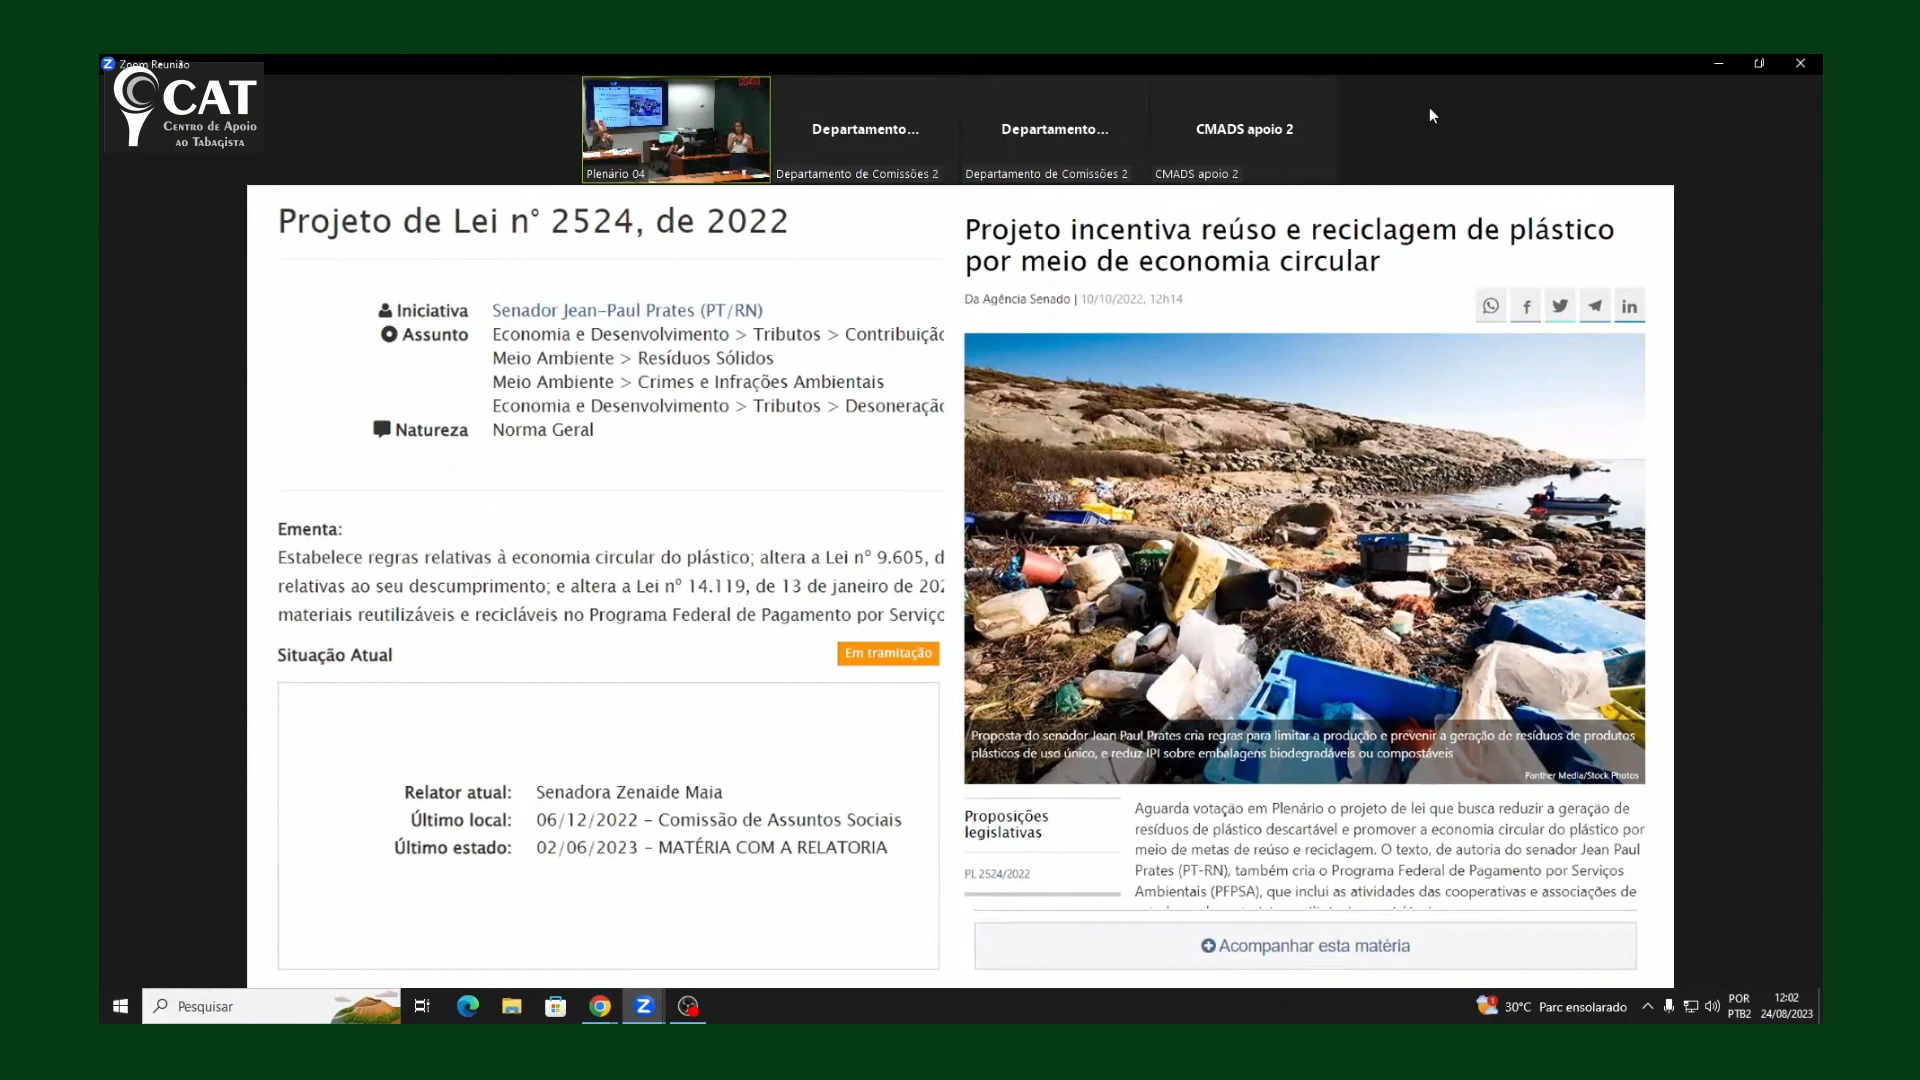 Zoom Reunião
CAT
CENTRO DE APOIO
AO TABAGISTA
Departamento...
Departamento...
CMADS apoio 2
Plenário 04
Departamento de Comissões 2
Departamento de Comissões 2
CMADS apoio 2
Projeto de Lei n° 2524, de 2022
Iniciativa Senador Jean-Paul Prates (PT/RN)
Assunto Economia e Desenvolvimento > Tributos > Contribuição
Meio Ambiente > Resíduos Sólidos
Meio Ambiente > Crimes e Infrações Ambientais
Economia e Desenvolvimento > Tributos > Desoneração
Natureza Norma Geral
Ementa:
Estabelece regras relativas à economia circular do plástico; altera a Lei nº 9.605, d
relativas ao seu descumprimento; e altera a Lei nº 14.119, de 13 de janeiro de 202
materiais reutilizáveis e recicláveis no Programa Federal de Pagamento por Serviço
Situação Atual
Em tramitação
Relator atual: Senadora Zenaide Maia
Último local: 06/12/2022 - Comissão de Assuntos Sociais
Último estado: 02/06/2023 - MATÉRIA COM A RELATORIA
Projeto incentiva reúso e reciclagem de plástico
por meio de economia circular
Da Agência Senado | 10/10/2022, 12h14
Proposta do senador Jean Paul Prates cria regras para limitar a produção e prevenir a geração de resíduos de produtos
plásticos de uso único, e reduz IPI sobre embalagens biodegradáveis ou compostáveis
Panther Media/Stock Photos
Proposições
legislativas
PL 2524/2022
Aguarda votação em Plenário o projeto de lei que busca reduzir a geração de
resíduos de plástico descartável e promover a economia circular do plástico por
meio de metas de reúso e reciclagem. O texto, de autoria do senador Jean Paul
Prates (PT-RN), também cria o Programa Federal de Pagamento por Serviços
Ambientais (PFPSA), que inclui as atividades das cooperativas e associações de
Acompanhar esta matéria
Pesquisar
30°C Parc ensolarado
POR
PTB2
12:02
24/08/2023